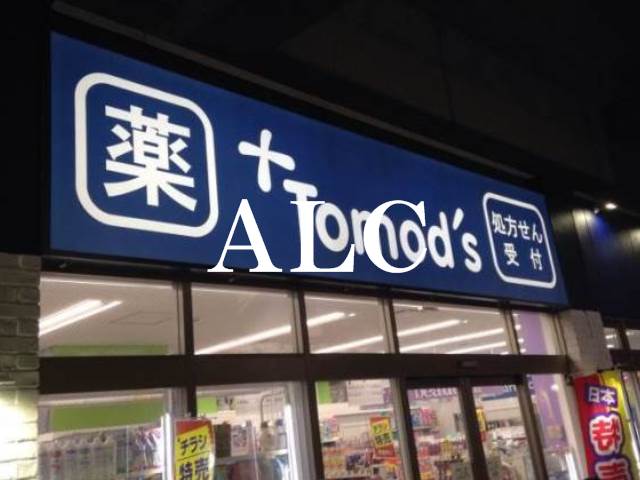 薬
+Tomod's
処方せん
受付
ALC
チラシ
特売
日本